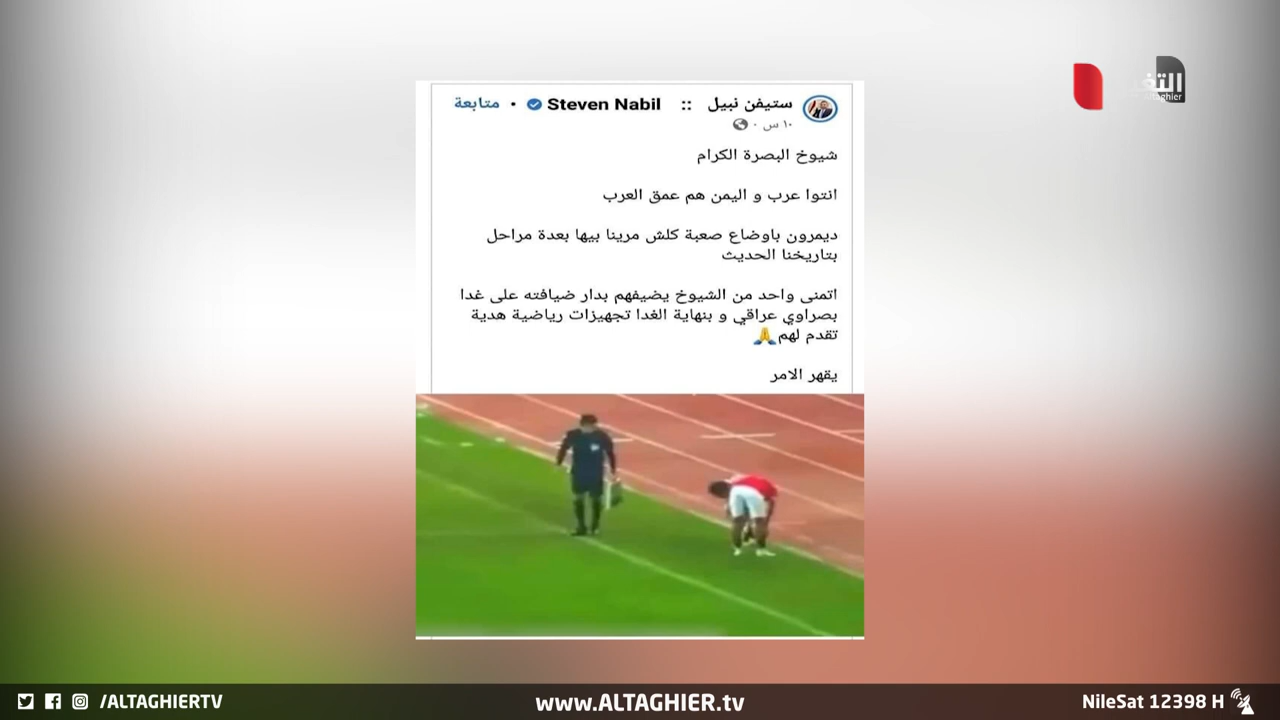 التغيير
Altaghier
ستيفن نبيل :: Steven Nabil • متابعة
١٠ س ·
شيوخ البصرة الكرام
انتوا عرب و اليمن هم عمق العرب
ديمرون باوضاع صعبة كلش مرينا بيها بعدة مراحل
بتاريخنا الحديث
اتمنى واحد من الشيوخ يضيفهم بدار ضيافته على غدا
بصراوي عراقي و بنهاية الغدا تجهيزات رياضية هدية
تقدم لهم🙏
يقهر الامر
/ALTAGHIERTV
www.ALTAGHIER.tv
NileSat 12398 H